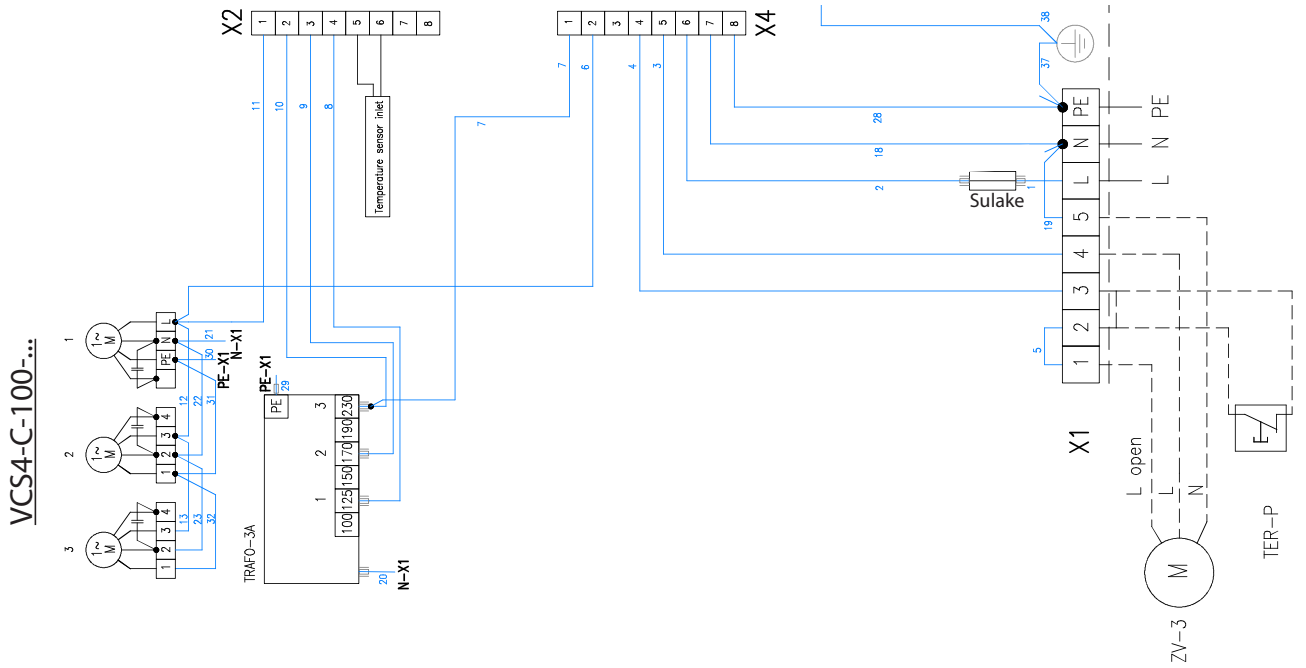 VCS4-C-100-...
X2
1 2 3 4 5 6 7 8
11 10 9 8
Temperature sensor inlet
1 2 3 4 5 6 7 8
X4
7 6 4 3
7
28
18
2
Sulake
1
38
37
19
5
PE
N
L
5
4
3
2
1
PE
N
L
X1
1
1~
M
L
N
PE
21
30
N-X1
PE-X1
12
22
31
2
1~
M
4
3
2
1
13
23
32
3
1~
M
4
3
2
1
TRAFO-3A
PE
PE-X1
29
3
2
1
230
190
170
150
125
100
20
N-X1
L open
L
N
M
ZV-3
TER-P